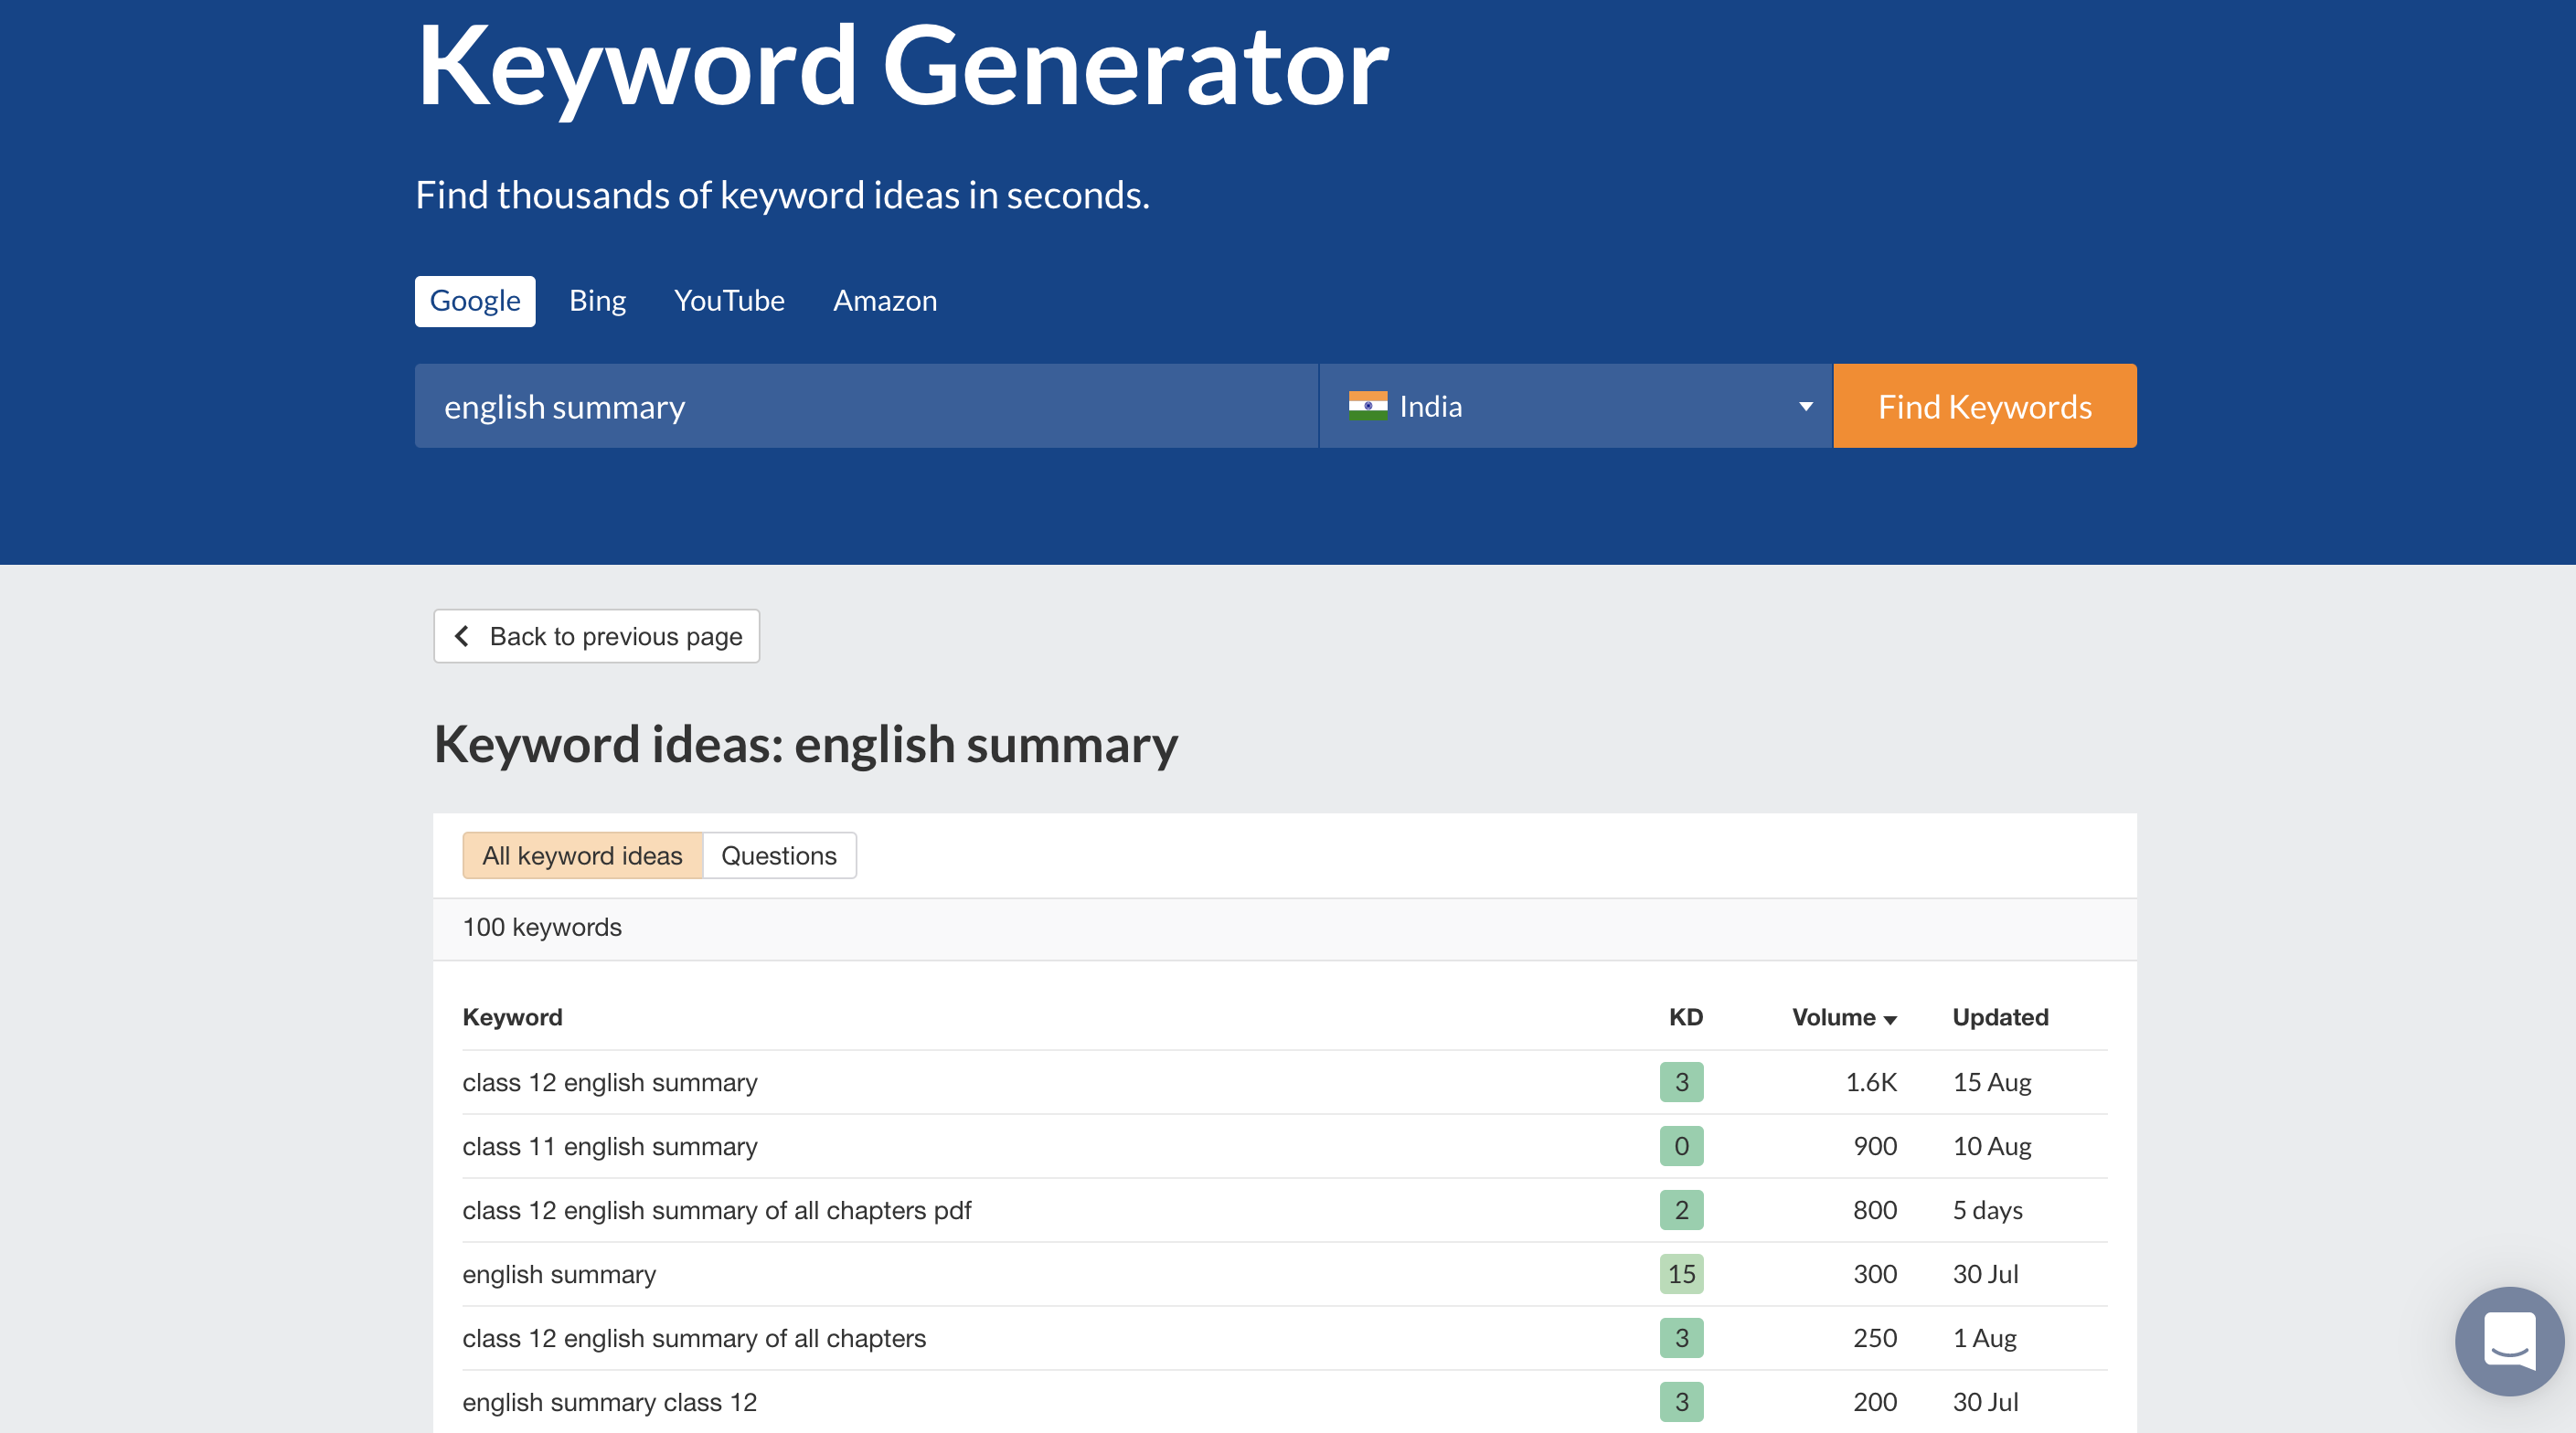 Keyword Generator
Find thousands of keyword ideas in seconds.
Google Bing YouTube Amazon
english summary India Find Keywords
Back to previous page
Keyword ideas: english summary
All keyword ideas Questions
100 keywords
Keyword KD Volume Updated
class 12 english summary 3 1.6K 15 Aug
class 11 english summary 0 900 10 Aug
class 12 english summary of all chapters pdf 2 800 5 days
english summary 15 300 30 Jul
class 12 english summary of all chapters 3 250 1 Aug
english summary class 12 3 200 30 Jul